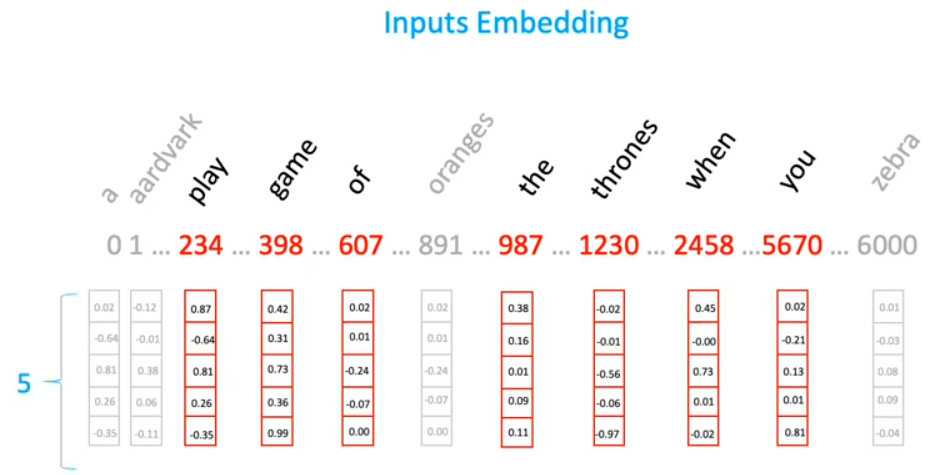 Inputs Embedding
a aardvark play game of oranges the thrones when you zebra
0 1 ... 234 ... 398 ... 607 ... 891 ... 987 ... 1230 ... 2458 ...5670 ... 6000
0.02 -0.12 0.87 0.42 0.02 0.02 0.38 -0.02 0.45 0.02 0.01
-0.64 -0.01 -0.64 0.31 0.01 0.01 0.16 -0.01 -0.00 -0.21 -0.03
0.81 0.38 0.81 0.73 -0.24 -0.24 0.01 -0.56 0.73 0.13 0.08
5
0.26 0.06 0.26 0.36 -0.07 -0.07 0.09 -0.06 0.01 0.01 0.09
-0.35 -0.11 -0.35 0.99 0.00 0.00 0.11 -0.97 -0.02 0.81 -0.04